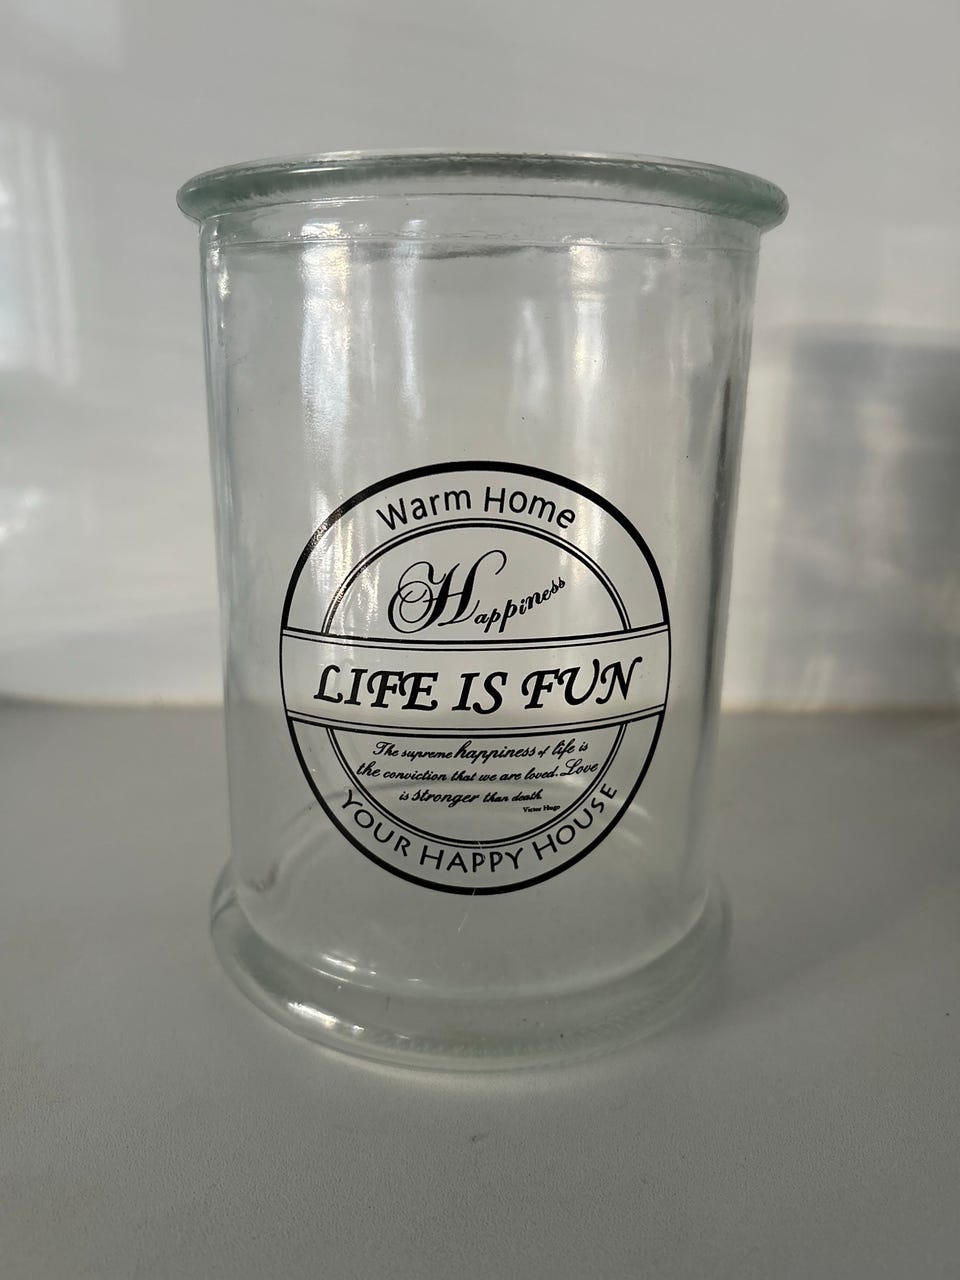 Warm Home
Happiness
LIFE IS FUN
The supreme happiness of life is
the conviction that we are loved. Love
is stronger than death.
Victor Hugo
YOUR HAPPY HOUSE